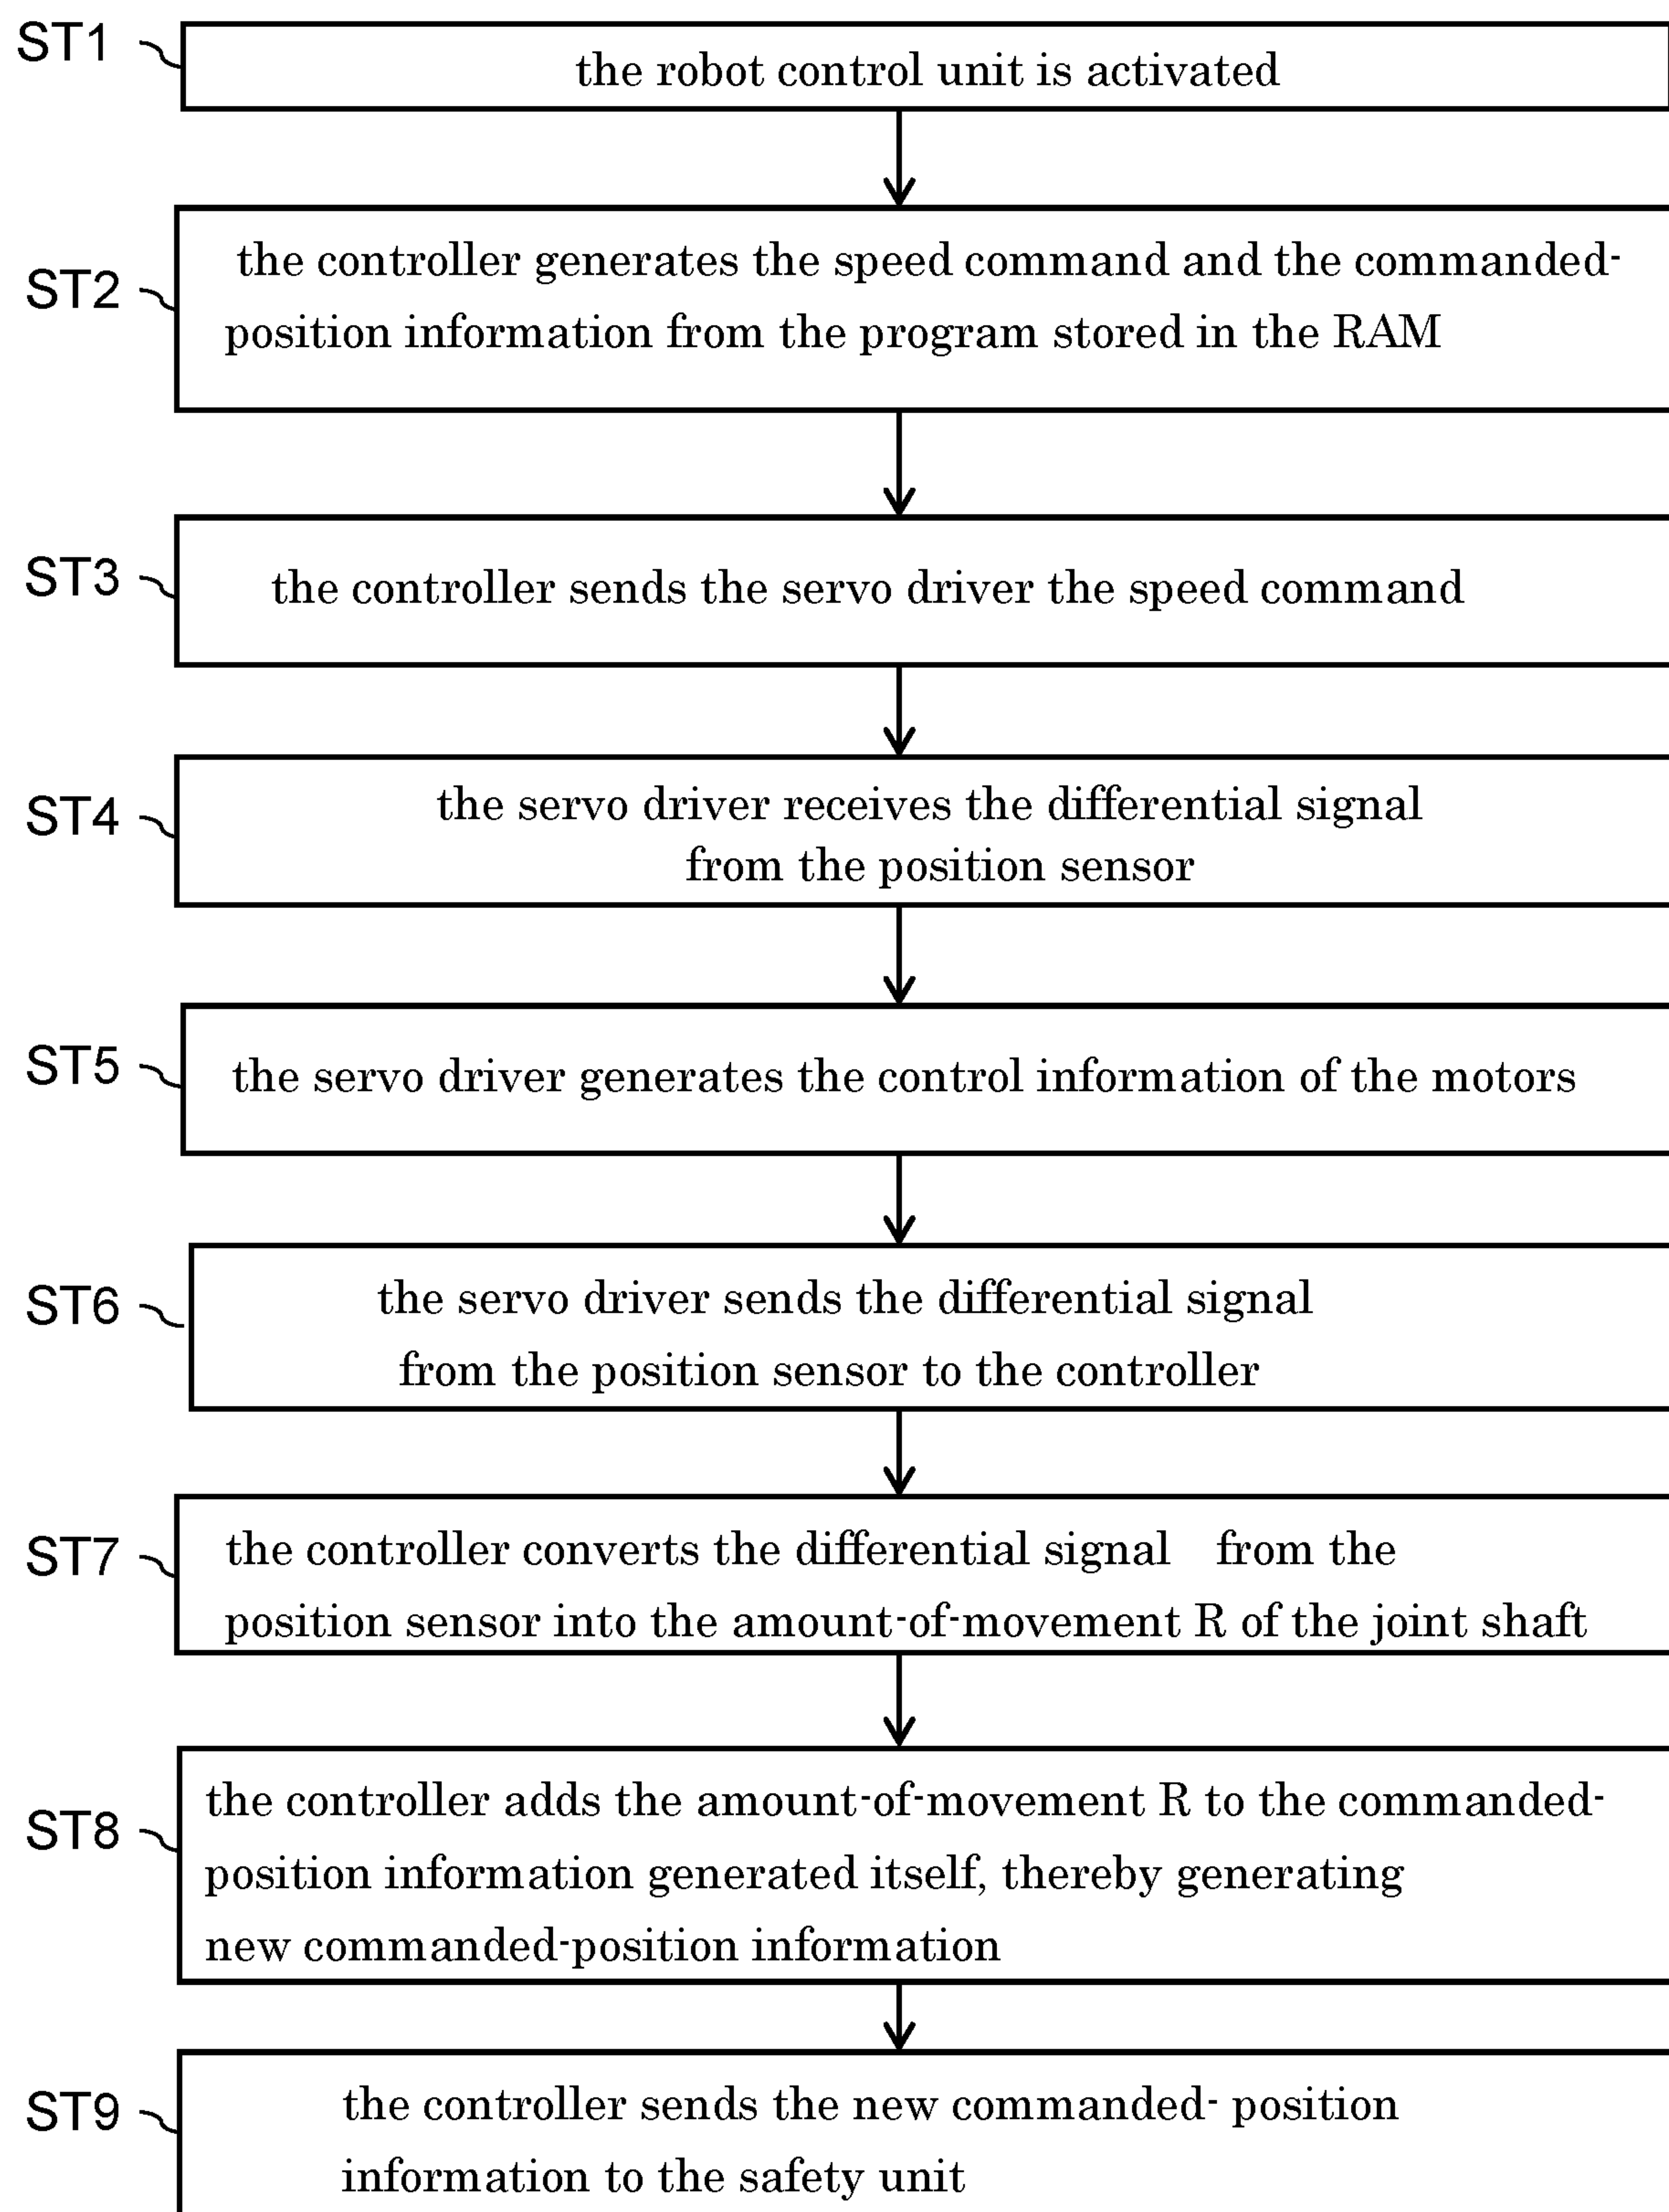 ST1
the robot control unit is activated
ST2
the controller generates the speed command and the commanded-
position information from the program stored in the RAM
ST3
the controller sends the servo driver the speed command
ST4
the servo driver receives the differential signal
from the position sensor
ST5
the servo driver generates the control information of the motors
ST6
the servo driver sends the differential signal
from the position sensor to the controller
ST7
the controller converts the differential signal from the
position sensor into the amount-of-movement R of the joint shaft
ST8
the controller adds the amount-of-movement R to the commanded-
position information generated itself, thereby generating
new commanded-position information
ST9
the controller sends the new commanded- position
information to the safety unit